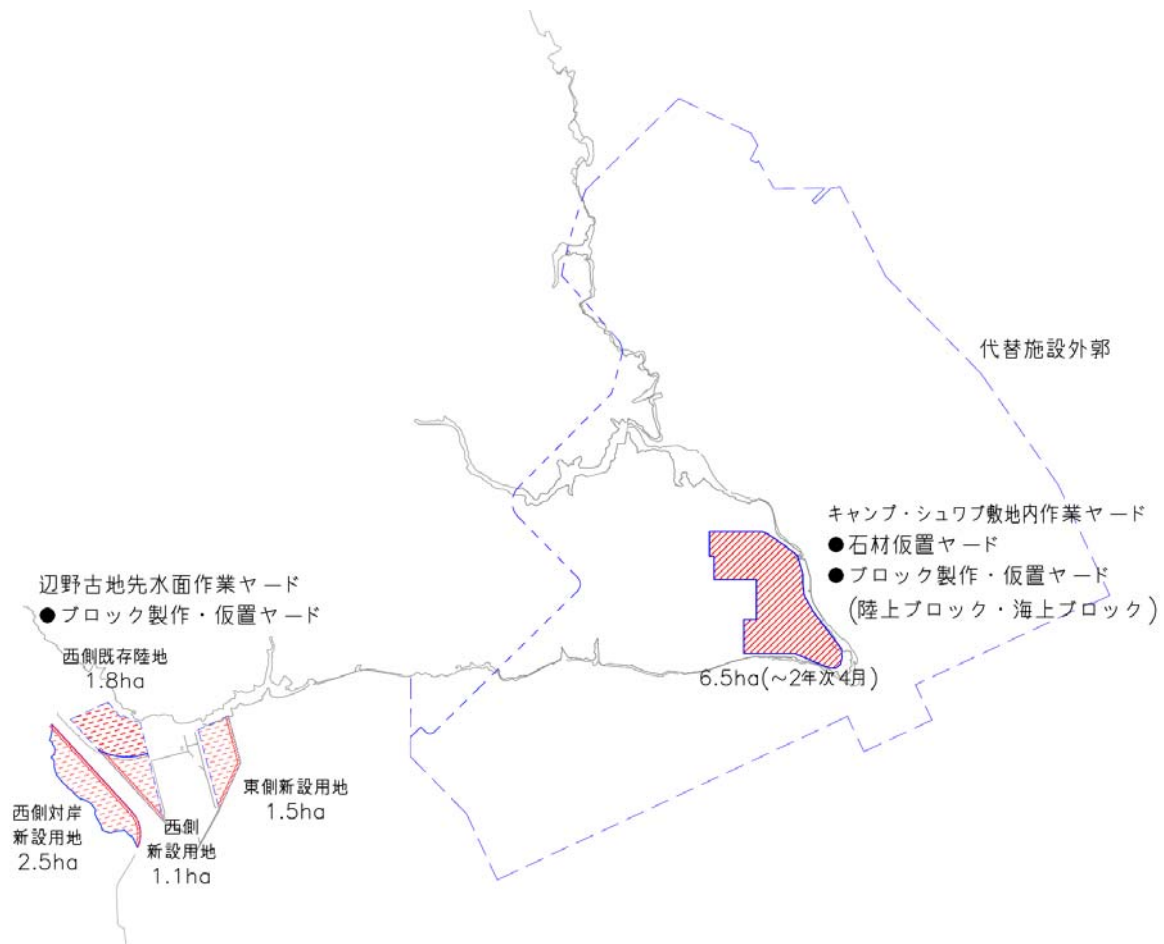 代替施設外郭
キャンプ・シュワブ敷地内作業ヤード
●石材仮置ヤード
●ブロック製作・仮置ヤード
(陸上ブロック・海上ブロック)
6.5ha(～2年次4月)
辺野古地先水面作業ヤード
●ブロック製作・仮置ヤード
西側既存陸地
1.8ha
東側新設用地
1.5ha
西側対岸
新設用地
2.5ha
西側
新設用地
1.1ha